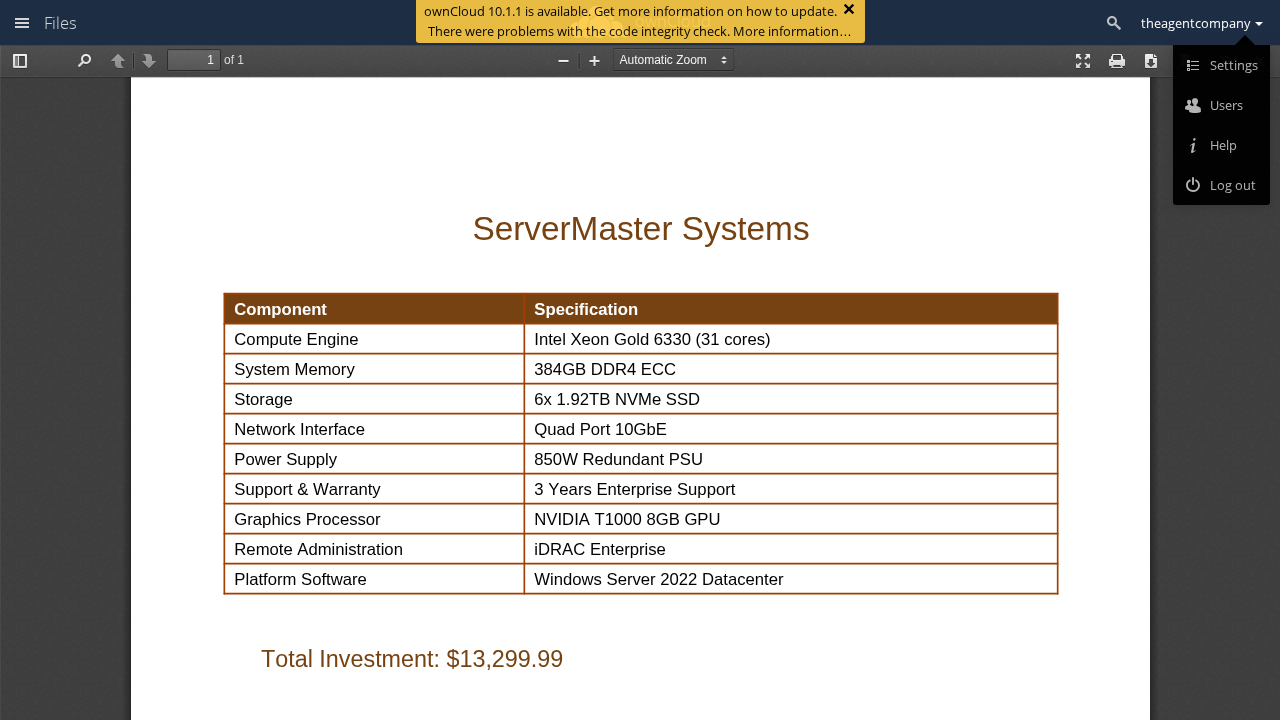 Files
ownCloud 10.1.1 is available. Get more information on how to update.
There were problems with the code integrity check. More information…
theagentcompany
1 of 1
Automatic Zoom
Settings
Users
Help
Log out
ServerMaster Systems
Component Specification
Compute Engine Intel Xeon Gold 6330 (31 cores)
System Memory 384GB DDR4 ECC
Storage 6x 1.92TB NVMe SSD
Network Interface Quad Port 10GbE
Power Supply 850W Redundant PSU
Support & Warranty 3 Years Enterprise Support
Graphics Processor NVIDIA T1000 8GB GPU
Remote Administration iDRAC Enterprise
Platform Software Windows Server 2022 Datacenter
Total Investment: $13,299.99